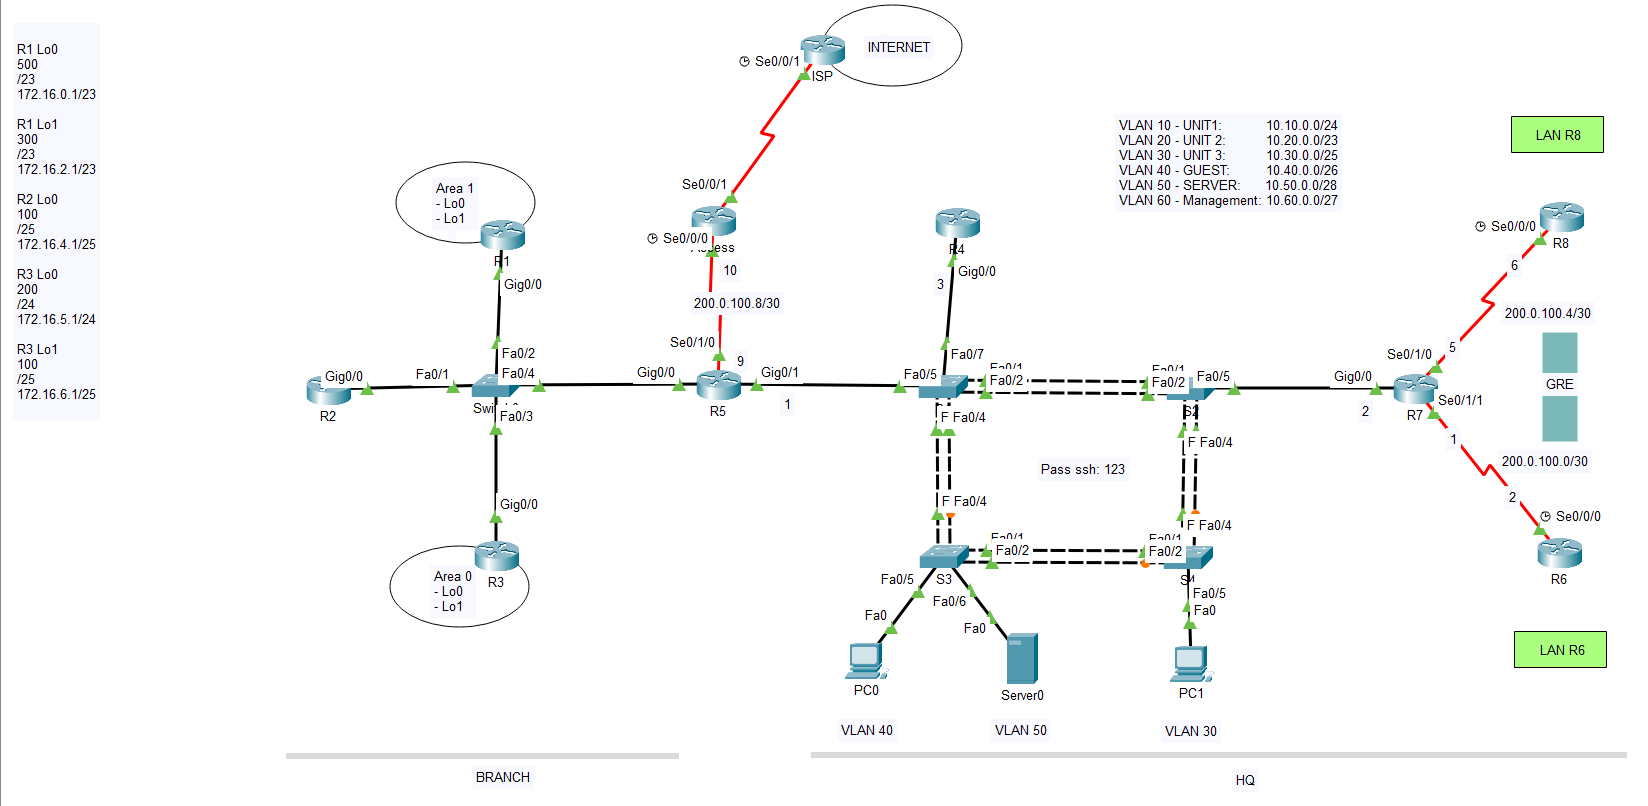 R1 Lo0
500
/23
172.16.0.1/23
R1 Lo1
300
/23
172.16.2.1/23
R2 Lo0
100
/25
172.16.4.1/25
R3 Lo0
200
/24
172.16.5.1/24
R3 Lo1
100
/25
172.16.6.1/25
INTERNET
Se0/0/1
ISP
Se0/0/1
Se0/0/0
10
200.0.100.8/30
Se0/1/0
9
Area 1
- Lo0
- Lo1
R1
Gig0/0
Fa0/2
Gig0/0
Fa0/1
Fa0/4
R2
Fa0/3
Gig0/0
R3
Area 0
- Lo0
- Lo1
Gig0/0
Gig0/1
R5
1
Fa0/5
R4
Gig0/0
3
Fa0/7
Fa0/1
Fa0/2
Fa0/1
Fa0/2
Fa0/5
S2
F Fa0/4
F Fa0/4
Pass ssh: 123
F Fa0/4
F Fa0/4
Fa0/1
Fa0/2
Fa0/1
Fa0/2
S3
S4
Fa0/5
Fa0/6
Fa0/5
Fa0
Fa0
Fa0
PC0
Server0
PC1
VLAN 40
VLAN 50
VLAN 30
VLAN 10 - UNIT1: 10.10.0.0/24
VLAN 20 - UNIT 2: 10.20.0.0/23
VLAN 30 - UNIT 3: 10.30.0.0/25
VLAN 40 - GUEST: 10.40.0.0/26
VLAN 50 - SERVER: 10.50.0.0/28
VLAN 60 - Management: 10.60.0.0/27
LAN R8
Se0/0/0
R8
6
200.0.100.4/30
5
Se0/1/0
Gig0/0
2
R7
Se0/1/1
GRE
1
200.0.100.0/30
2
Se0/0/0
R6
LAN R6
BRANCH
HQ